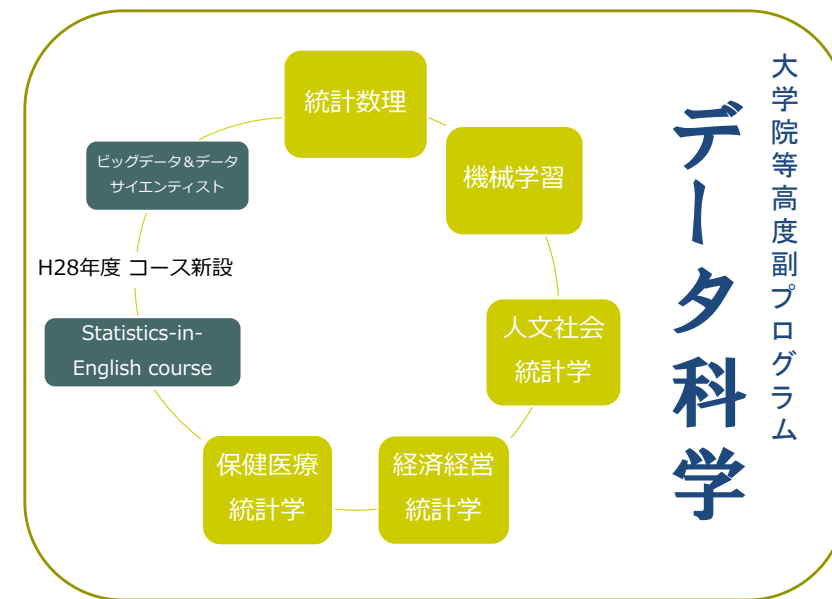 大学院等高度副プログラム
データ科学
統計数理
機械学習
人文社会
統計学
経済経営
統計学
保健医療
統計学
Statistics-in-
English course
H28年度 コース新設
ビッグデータ＆データ
サイエンティスト